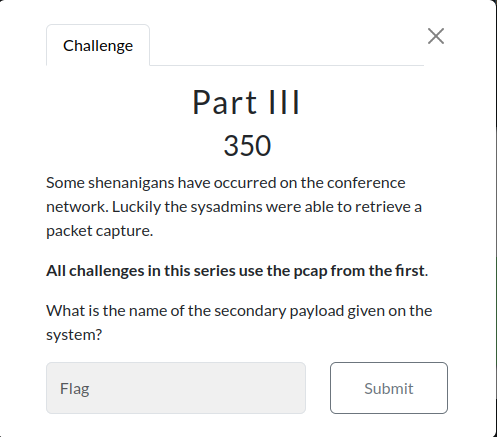 Challenge
Part III
350
Some shenanigans have occurred on the conference
network. Luckily the sysadmins were able to retrieve a
packet capture.
All challenges in this series use the pcap from the first.
What is the name of the secondary payload given on the
system?
Flag
Submit